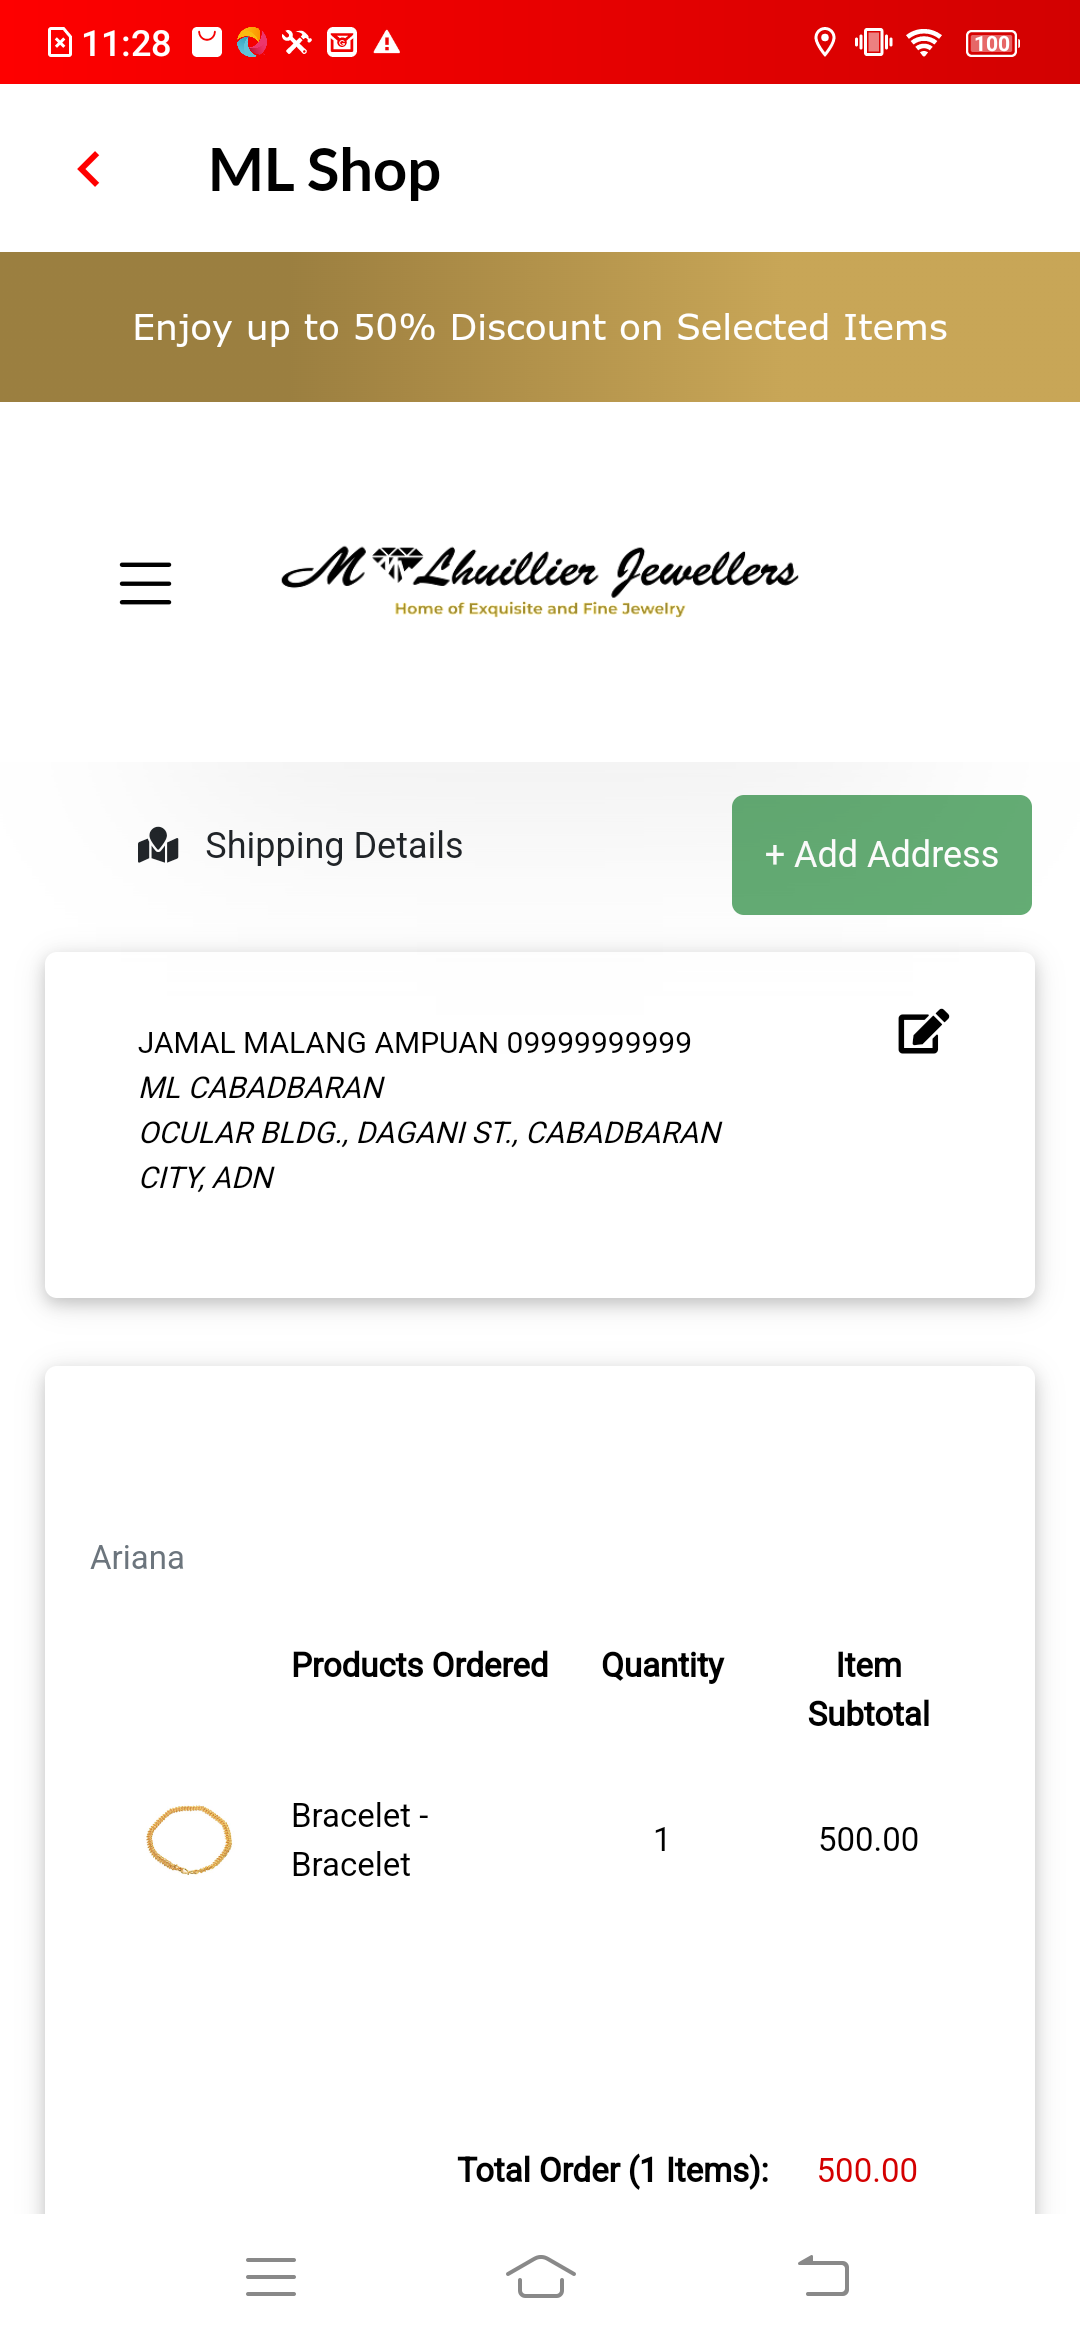 11:28
100
ML Shop
Enjoy up to 50% Discount on Selected Items
M Lhuillier Jewellers
Home of Exquisite and Fine Jewelry
Shipping Details
+ Add Address
JAMAL MALANG AMPUAN 09999999999
ML CABADBARAN
OCULAR BLDG., DAGANI ST., CABADBARAN
CITY, ADN
Ariana
Products Ordered Quantity Item
Subtotal
Bracelet -
Bracelet 1 500.00
Total Order (1 Items): 500.00